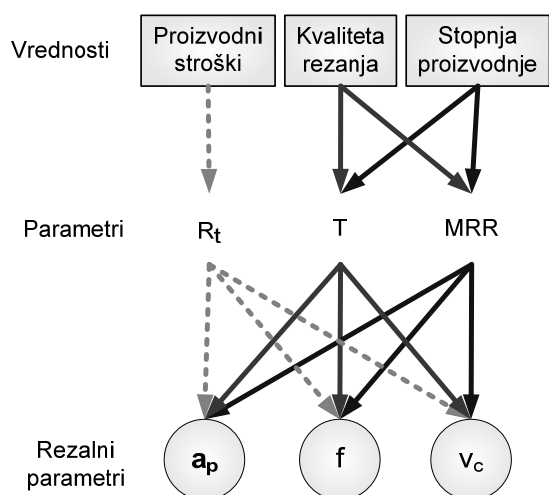 Vrednosti
Proizvodni
stroški
Kvaliteta
rezanja
Stopnja
proizvodnje
Parametri
Rt
T
MRR
Rezalni
parametri
ap
f
vc